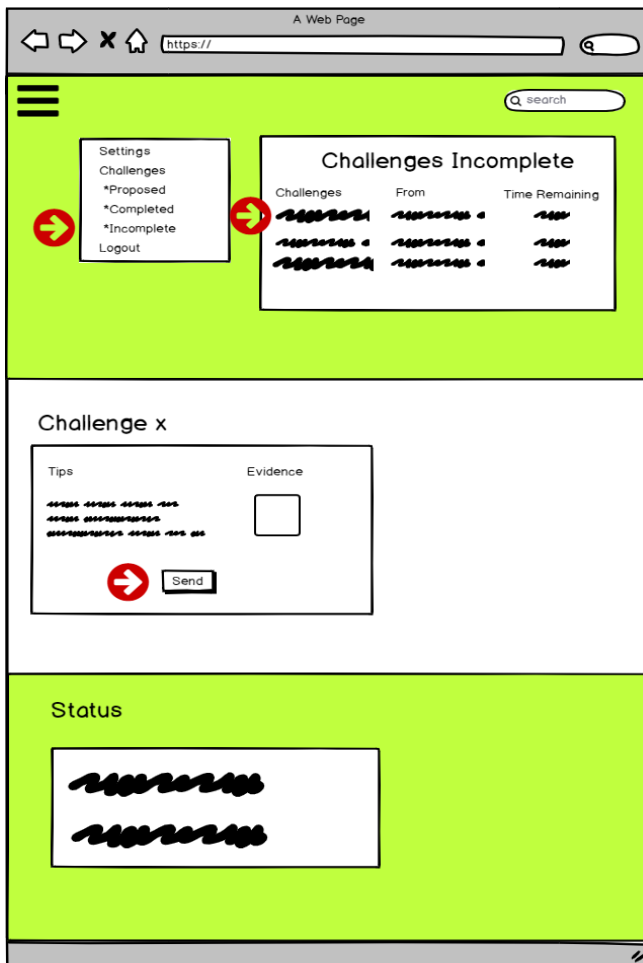 A Web Page
https://
search
Settings
Challenges
*Proposed
*Completed
*Incomplete
Logout
Challenges Incomplete
Challenges From Time Remaining
Challenge x
Tips Evidence
Send
Status